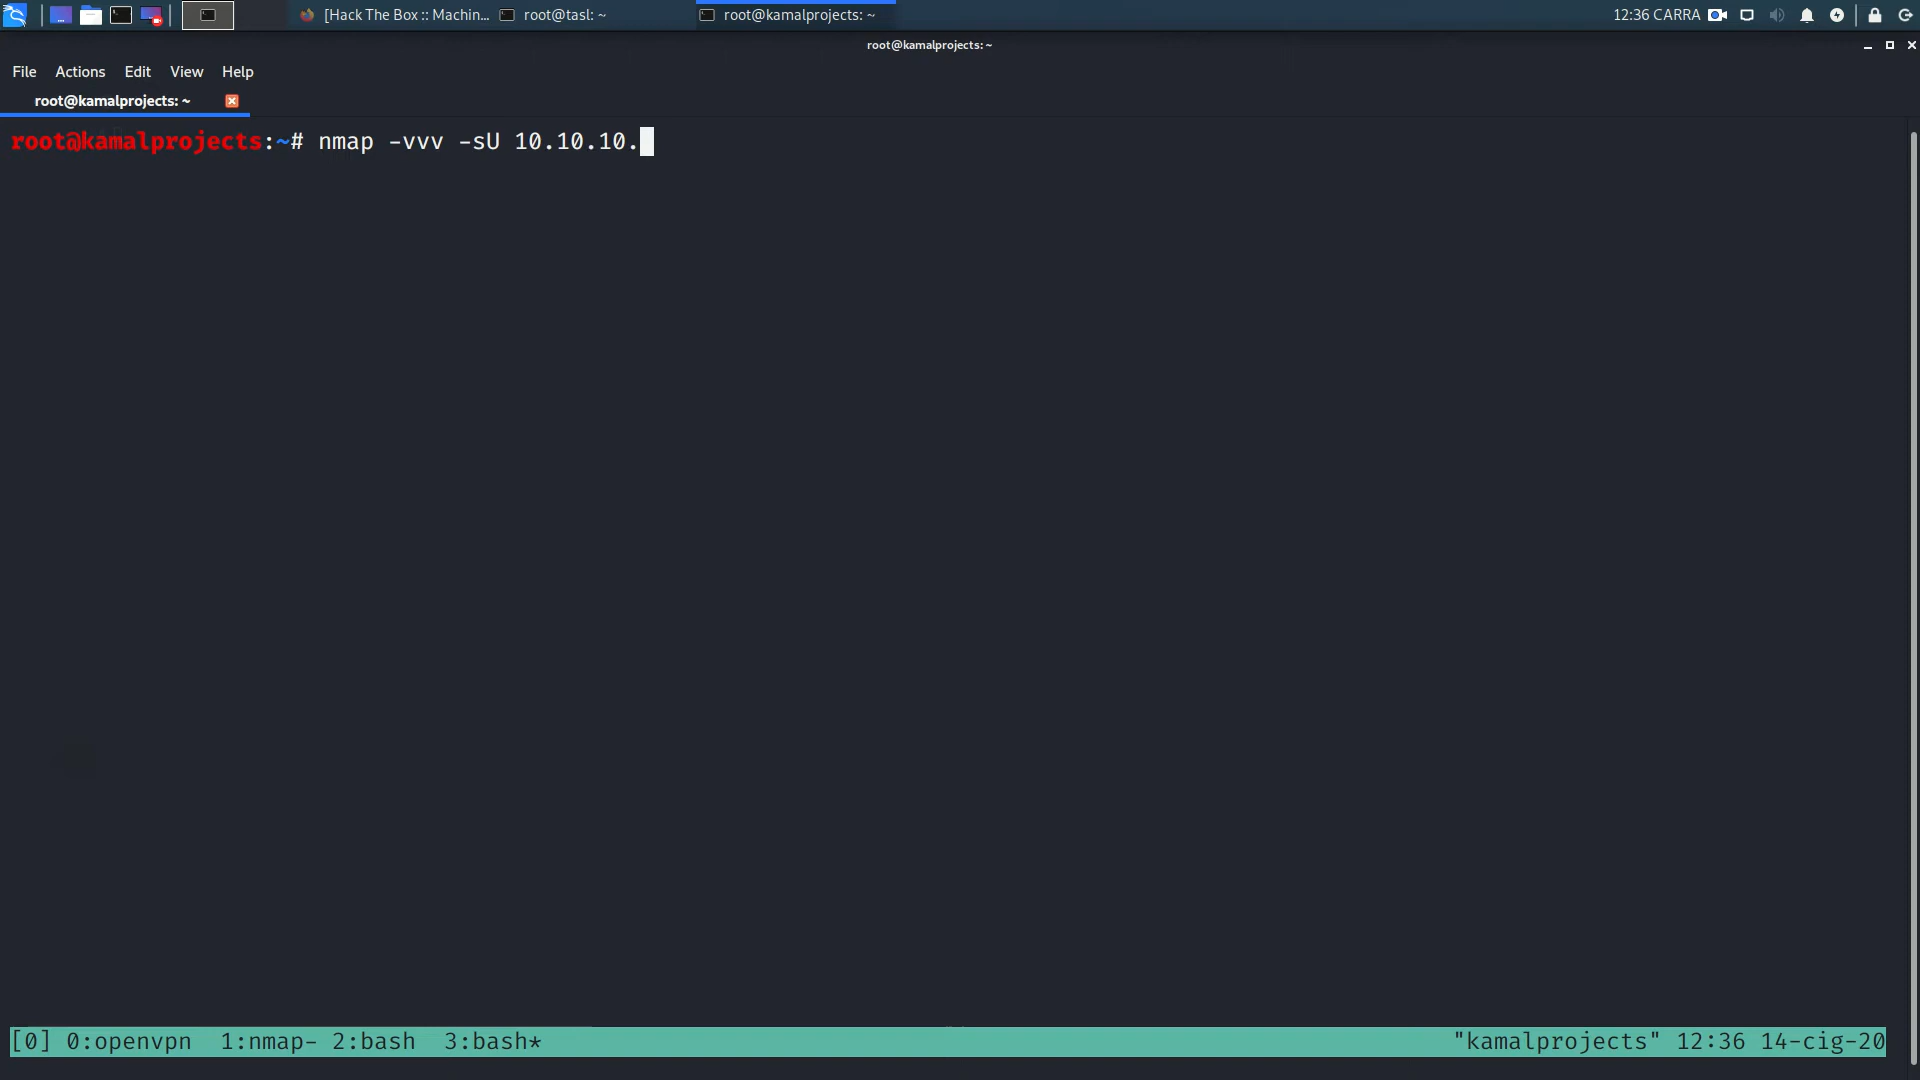 [Hack The Box :: Machin...
root@tasl: ~
root@kamalprojects: ~
12:36 CARRA
root@kamalprojects: ~
File Actions Edit View Help
root@kamalprojects: ~
root@kamalprojects:~# nmap -vvv -sU 10.10.10.
[0] 0:openvpn 1:nmap- 2:bash 3:bash* "kamalprojects" 12:36 14-cig-20